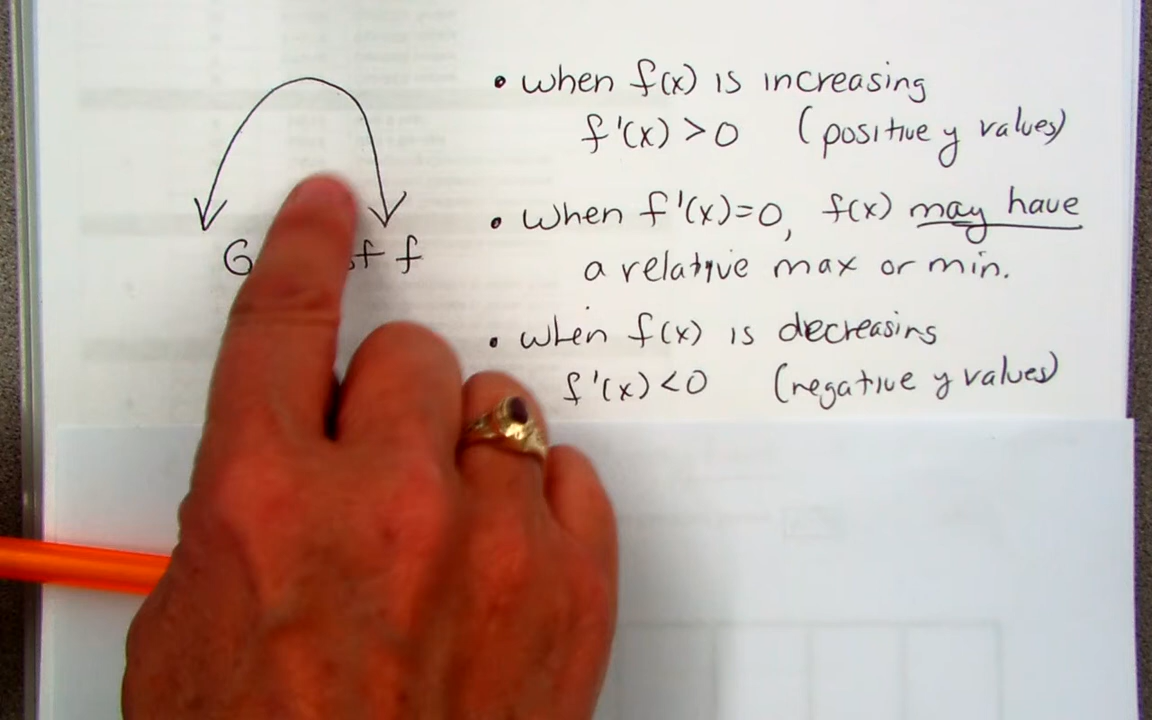 • when f(x) is increasing
f'(x) > 0 (positive y values)
• when f'(x)=0, f(x) may have
a relative max or min.
f f
• when f(x) is decreasing
f'(x) < 0 (negative y values)